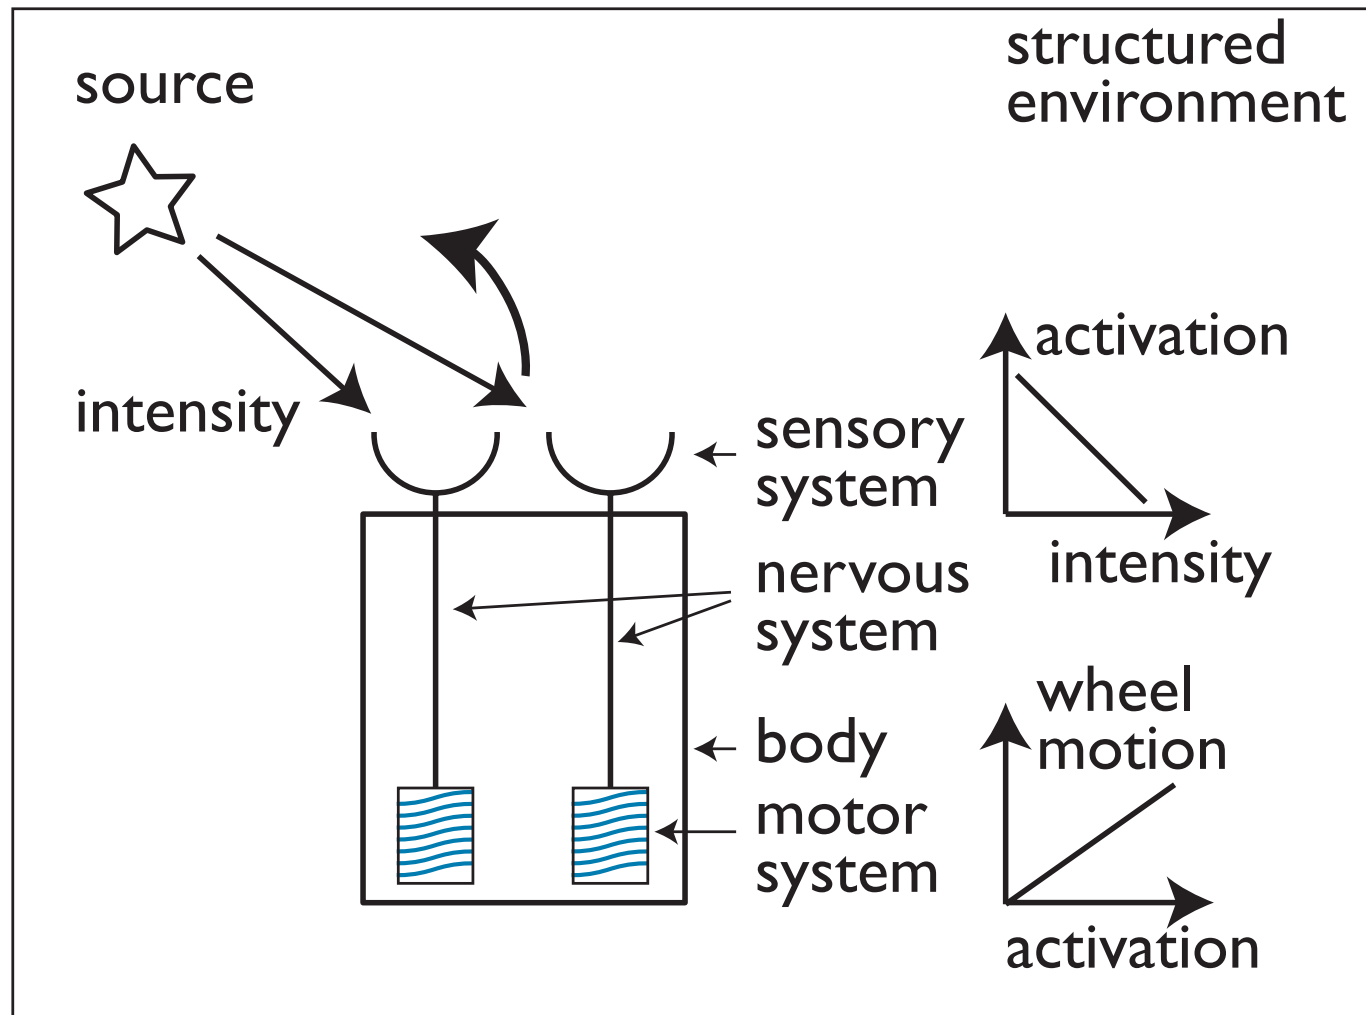 structured
environment
source
activation
intensity
sensory
system
intensity
nervous
system
wheel
motion
body
motor
system
activation